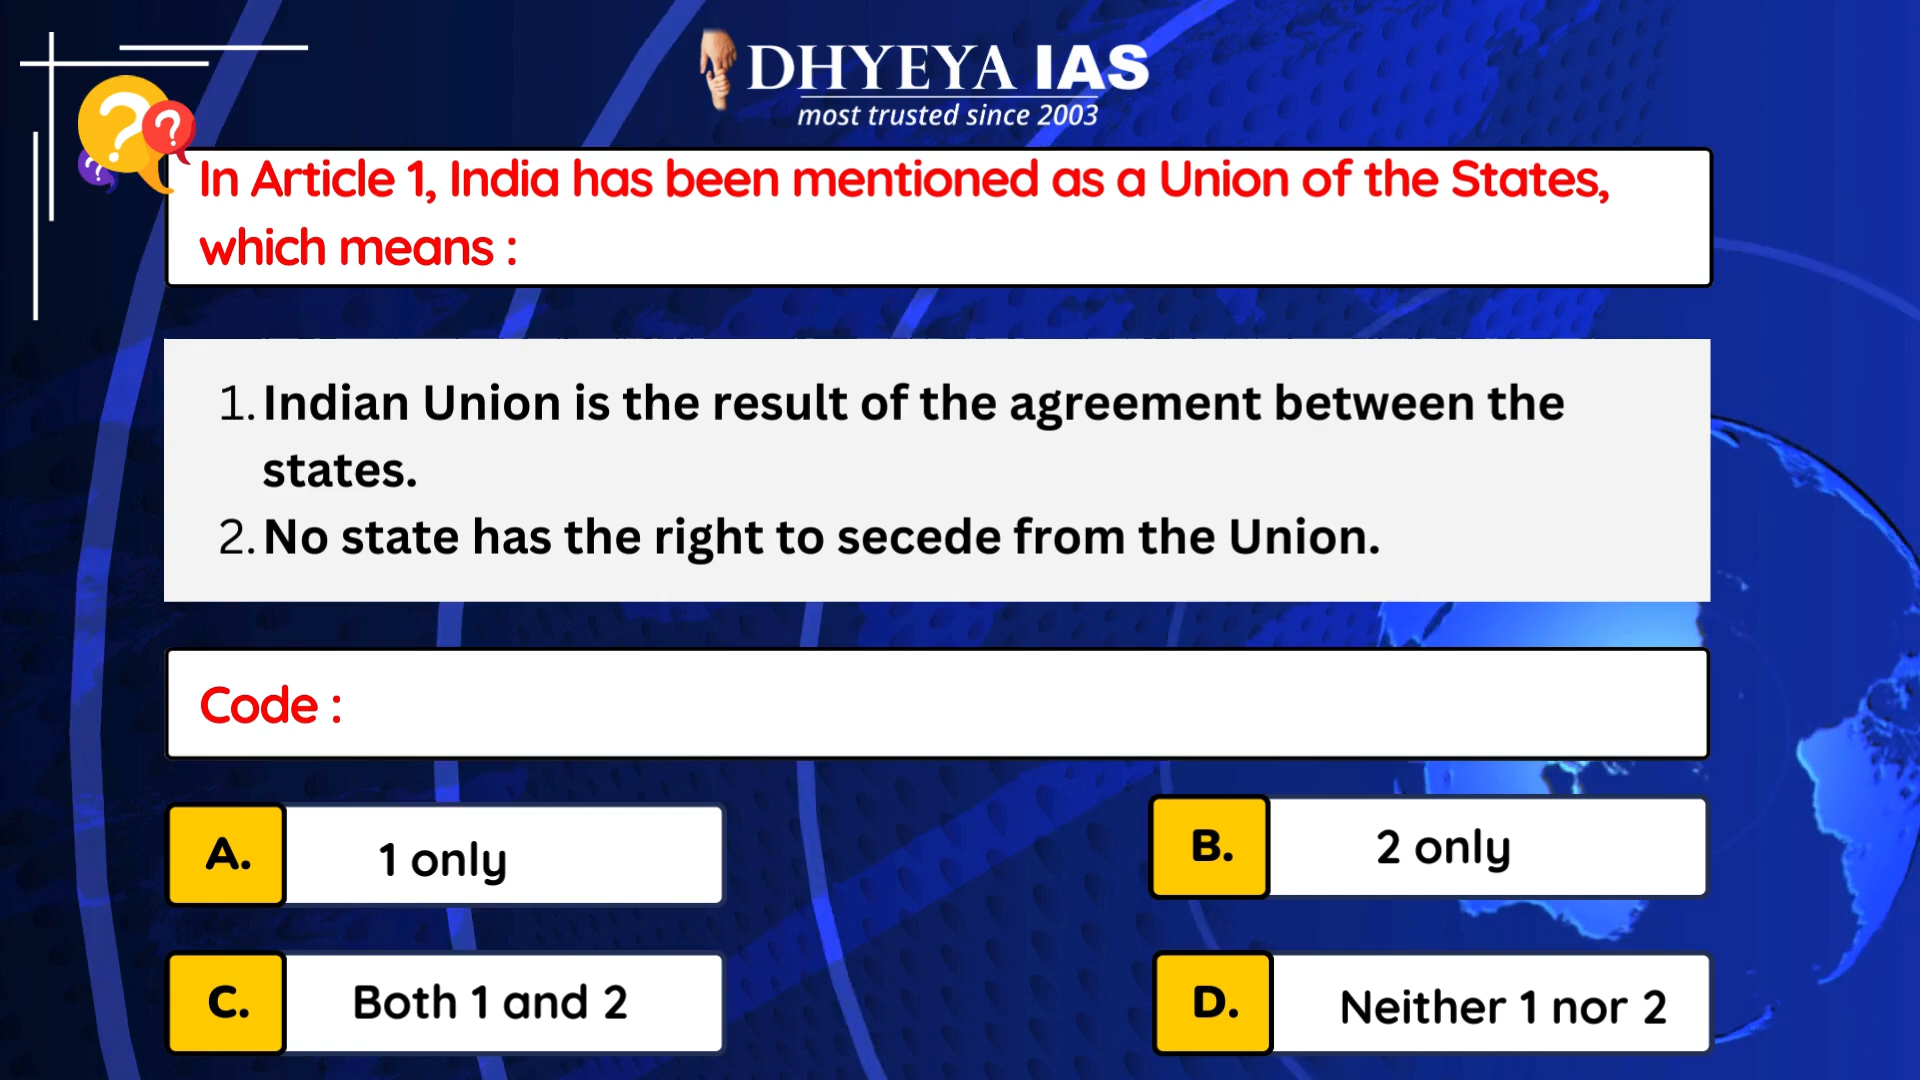 DHYEYA IAS
most trusted since 2003
? ? ?
In Article 1, India has been mentioned as a Union of the States,
which means :
1. Indian Union is the result of the agreement between the
states.
2. No state has the right to secede from the Union.
Code :
A. 1 only
B. 2 only
C. Both 1 and 2
D. Neither 1 nor 2